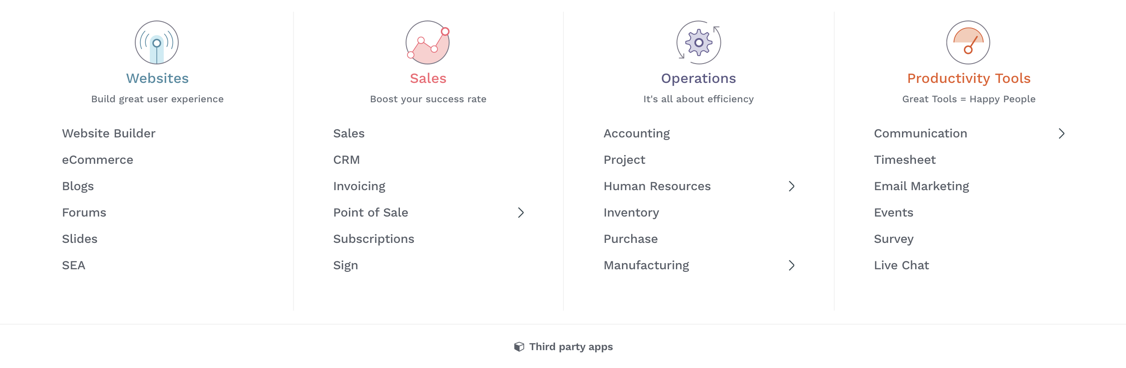 Websites
Build great user experience
Website Builder
eCommerce
Blogs
Forums
Slides
SEA
Sales
Boost your success rate
Sales
CRM
Invoicing
Point of Sale
Subscriptions
Sign
Operations
It's all about efficiency
Accounting
Project
Human Resources
Inventory
Purchase
Manufacturing
Productivity Tools
Great Tools = Happy People
Communication
Timesheet
Email Marketing
Events
Survey
Live Chat
Third party apps